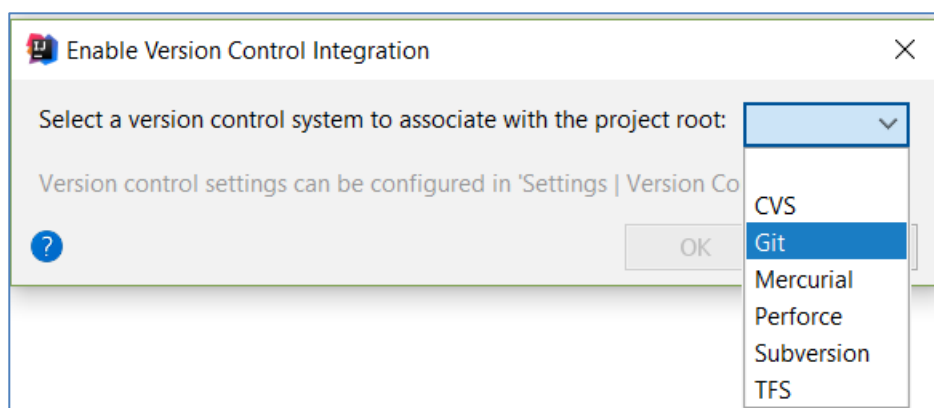 Enable Version Control Integration
Select a version control system to associate with the project root:
Version control settings can be configured in 'Settings | Version Co
CVS
Git
OK
Mercurial
Perforce
Subversion
TFS